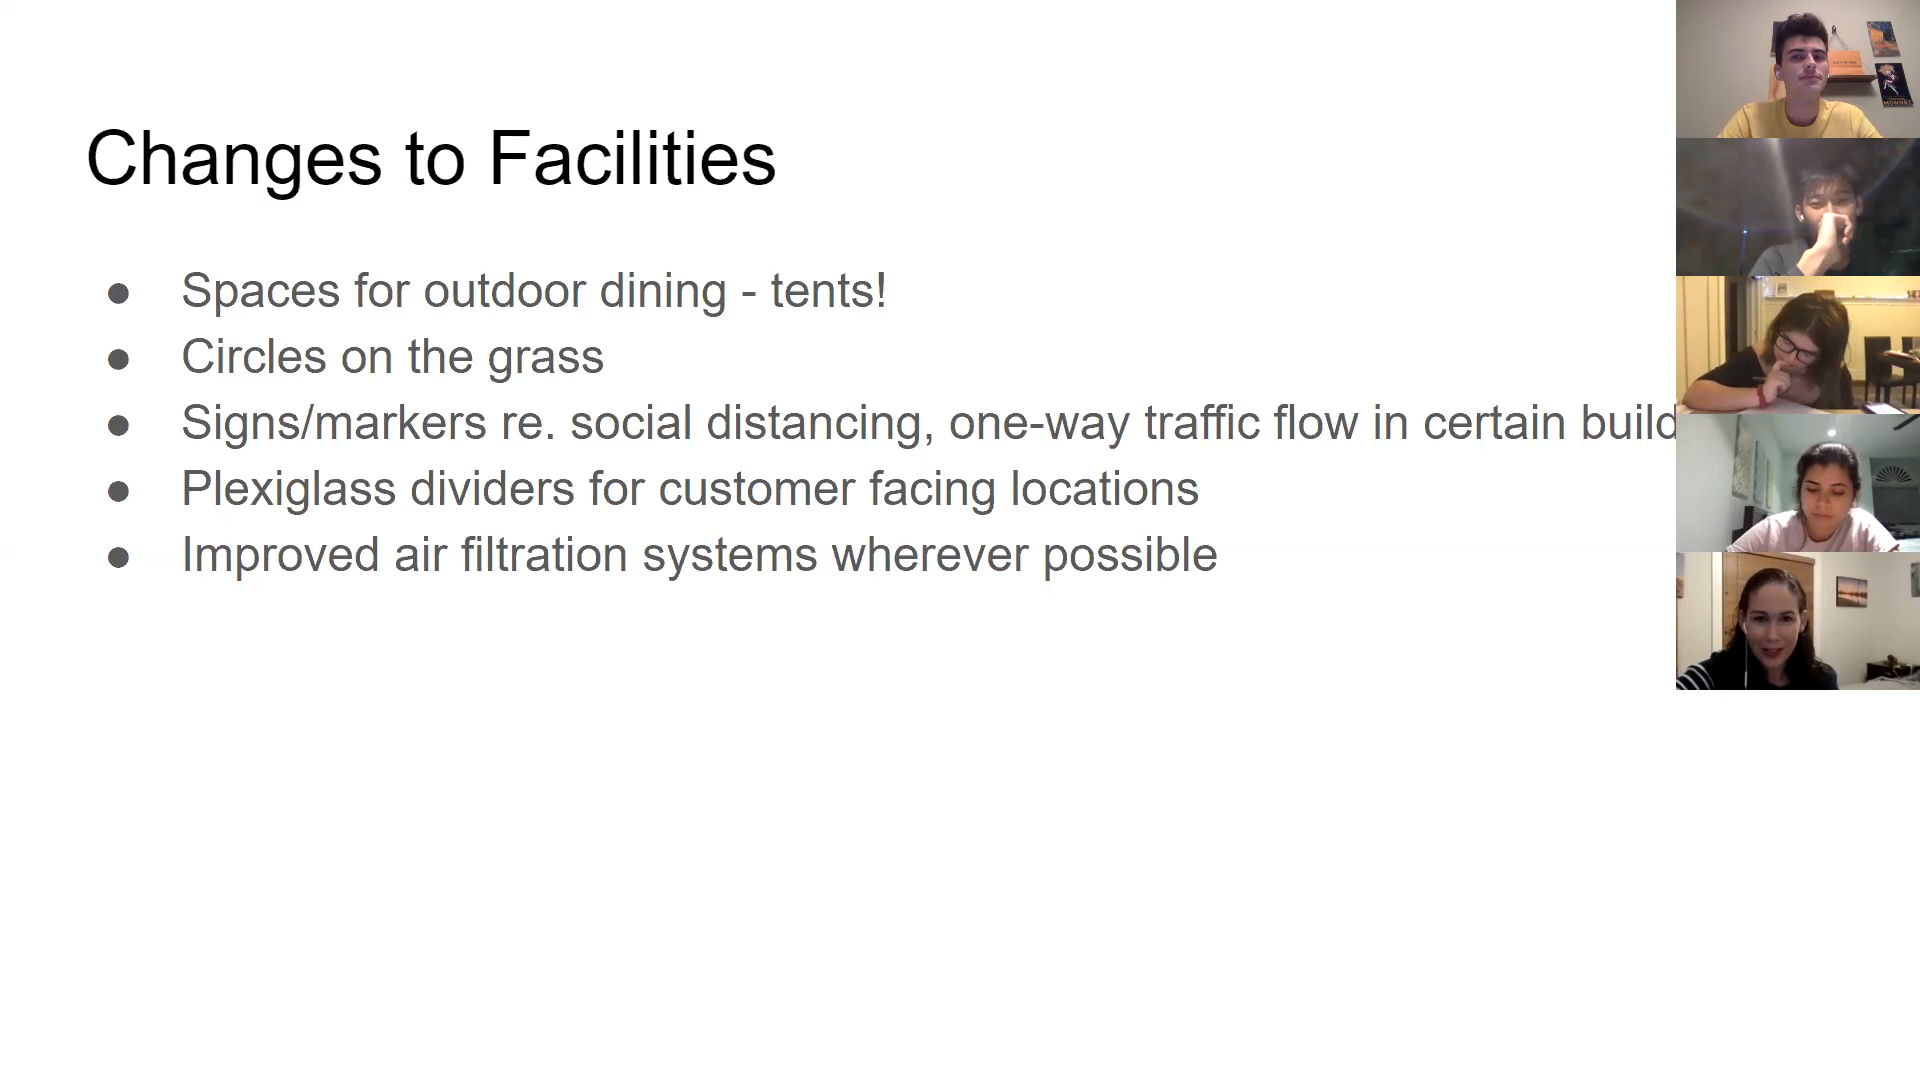 Changes to Facilities
● Spaces for outdoor dining - tents!
● Circles on the grass
● Signs/markers re. social distancing, one-way traffic flow in certain build
● Plexiglass dividers for customer facing locations
● Improved air filtration systems wherever possible